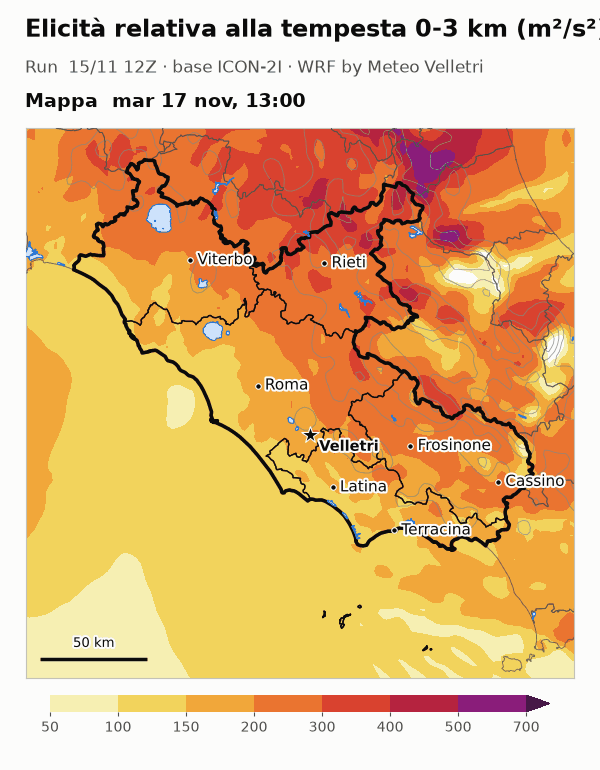 Elicità relativa alla tempesta 0-3 km (m²/s²)
Run 15/11 12Z · base ICON-2I · WRF by Meteo Velletri
Mappa mar 17 nov, 13:00
Viterbo
Rieti
Roma
Velletri
Frosinone
Cassino
Latina
Terracina
50 km
50 100 150 200 300 400 500 700